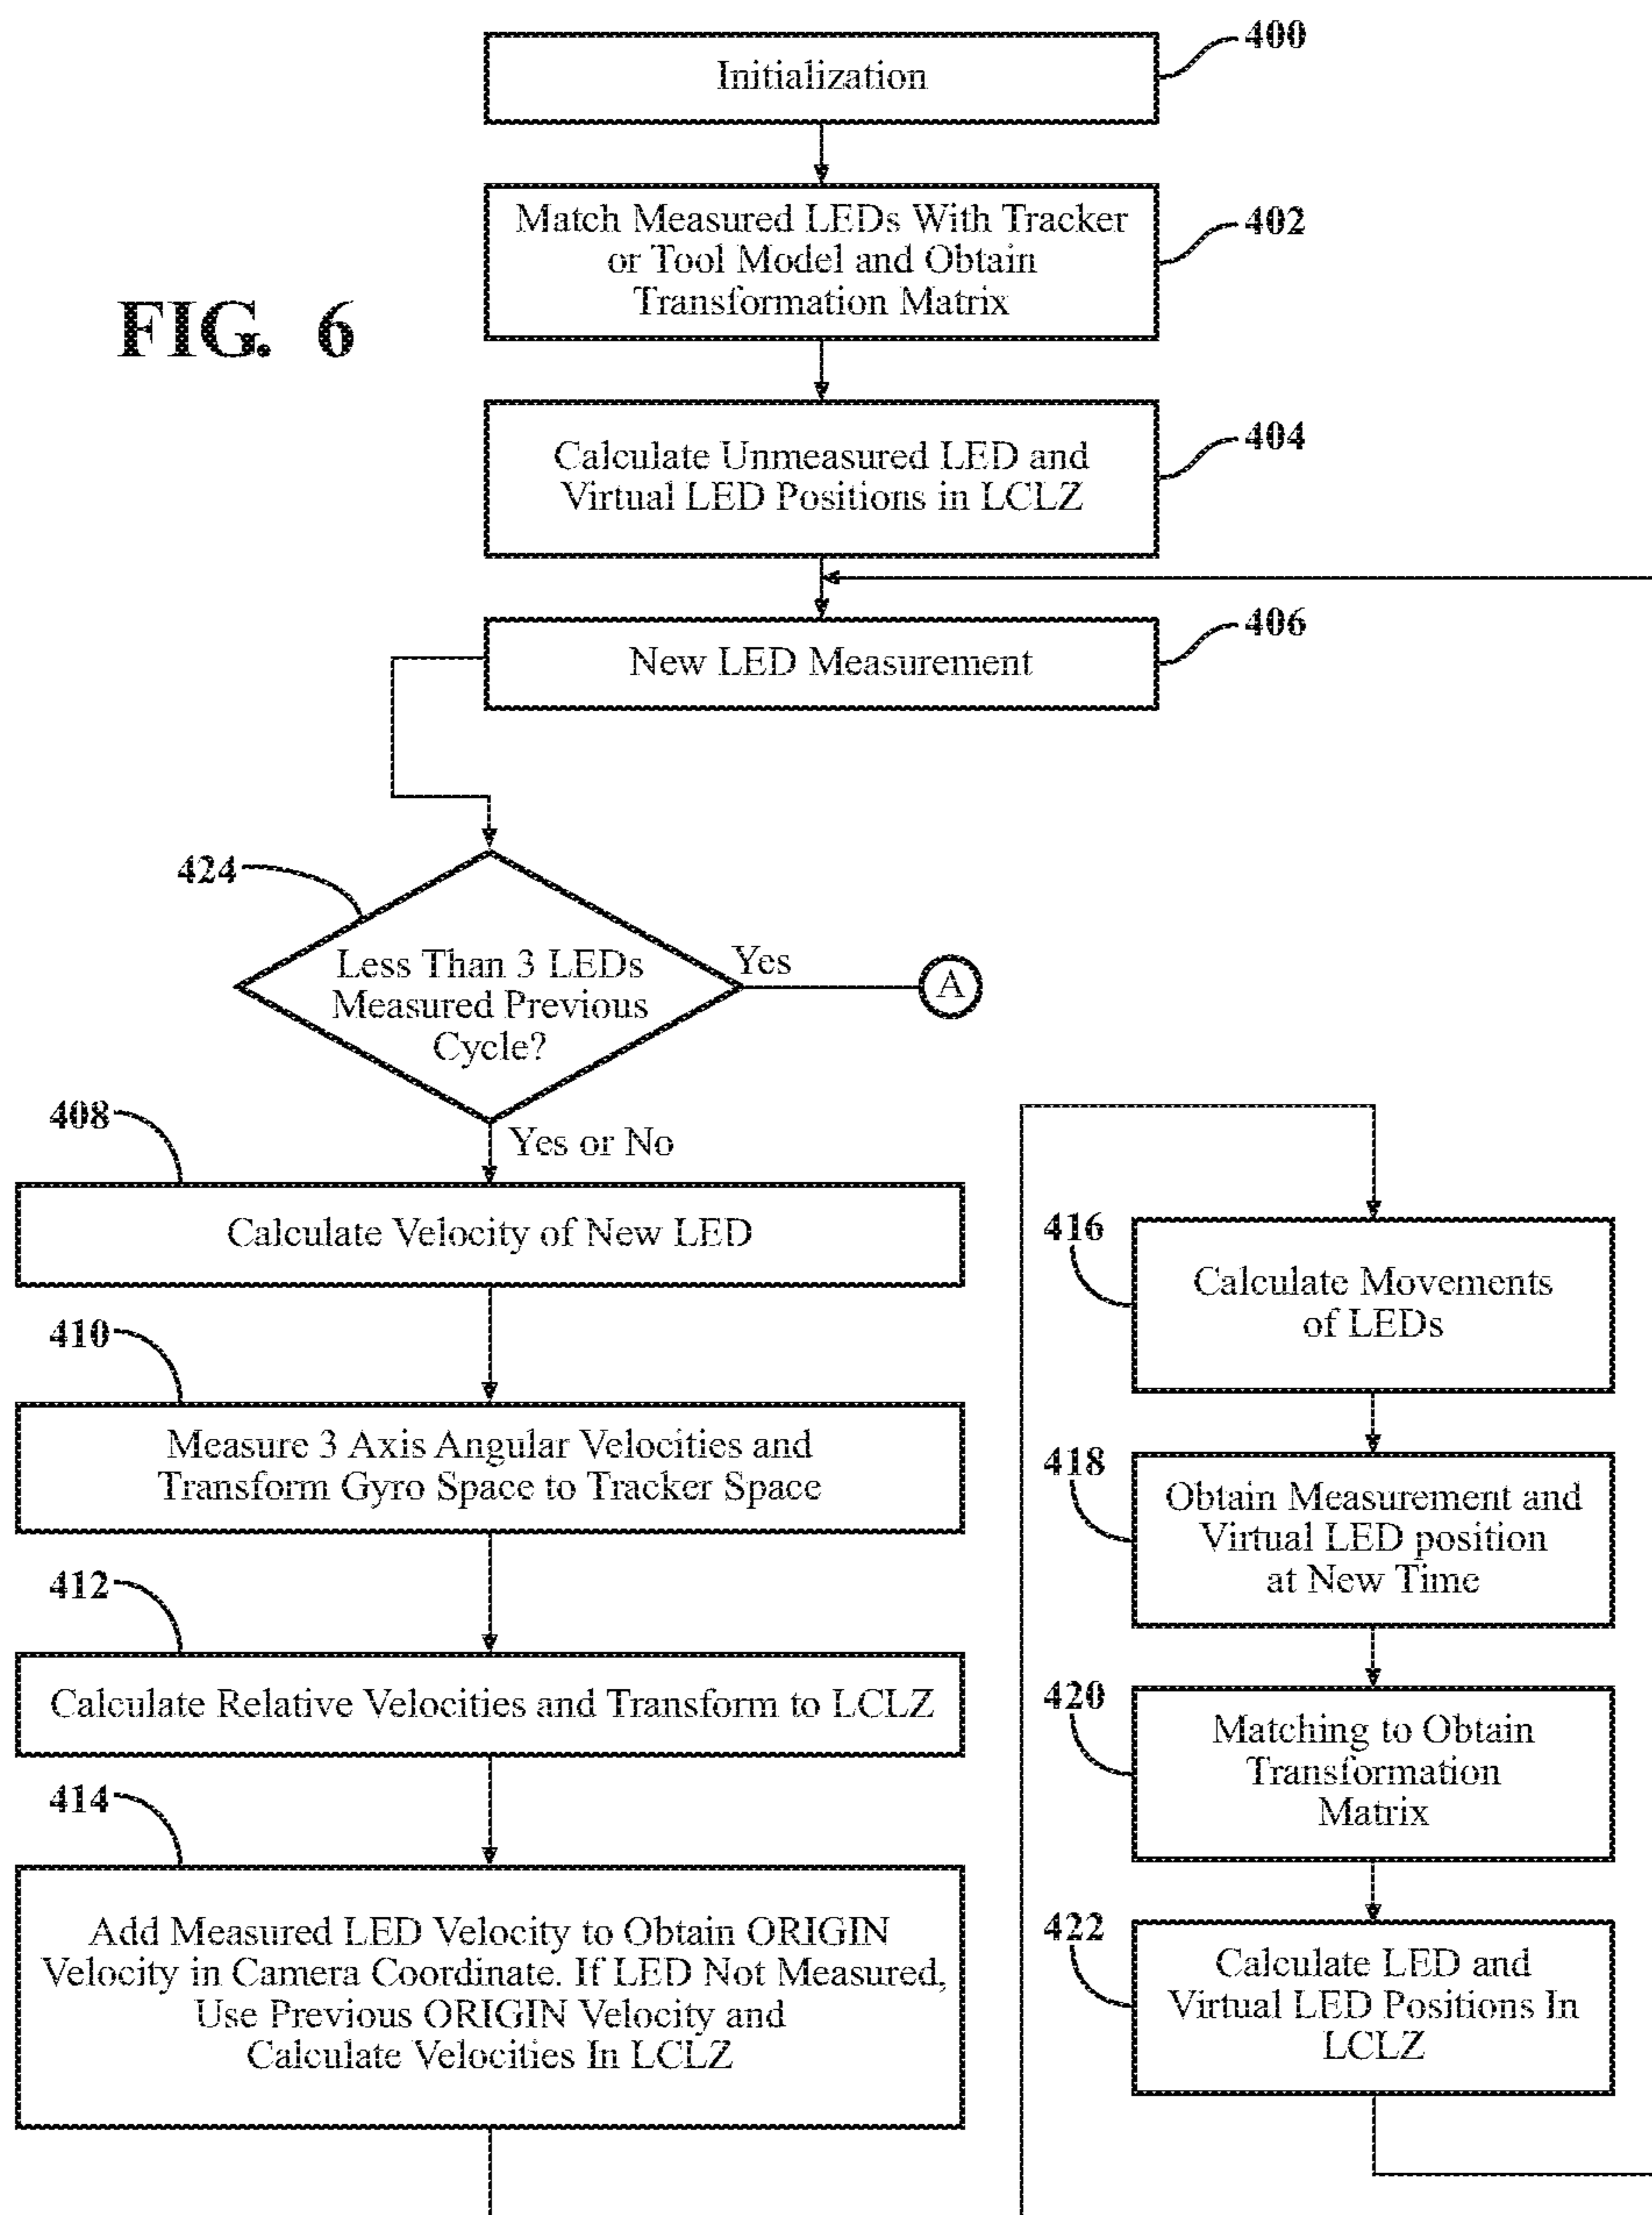 400
Initialization
Match Measured LEDs With Tracker
or Tool Model and Obtain
Transformation Matrix
402
FIG. 6
Calculate Unmeasured LED and
Virtual LED Positions in LCLZ
404
New LED Measurement
406
424
Less Than 3 LEDs
Measured Previous
Cycle?
Yes
A
Yes or No
408
Calculate Velocity of New LED
410
Measure 3 Axis Angular Velocities and
Transform Gyro Space to Tracker Space
412
Calculate Relative Velocities and Transform to LCLZ
414
Add Measured LED Velocity to Obtain ORIGIN
Velocity in Camera Coordinate. If LED Not Measured,
Use Previous ORIGIN Velocity and
Calculate Velocities In LCLZ
416
Calculate Movements
of LEDs
418
Obtain Measurement and
Virtual LED position
at New Time
420
Matching to Obtain
Transformation
Matrix
422
Calculate LED and
Virtual LED Positions In
LCLZ